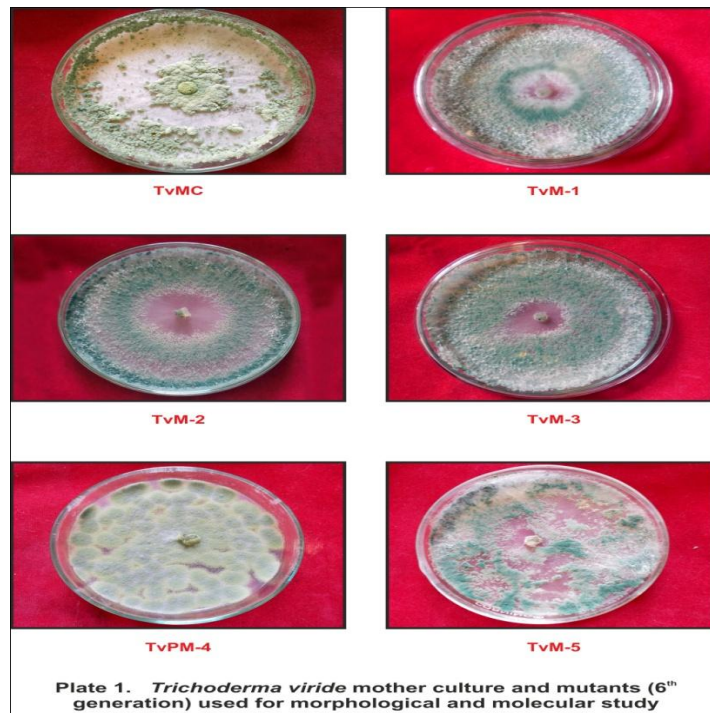 TvMC
TvM-1
TvM-2
TvM-3
TvPM-4
TvM-5
Plate 1. Trichoderma viride mother culture and mutants (6th
generation) used for morphological and molecular study